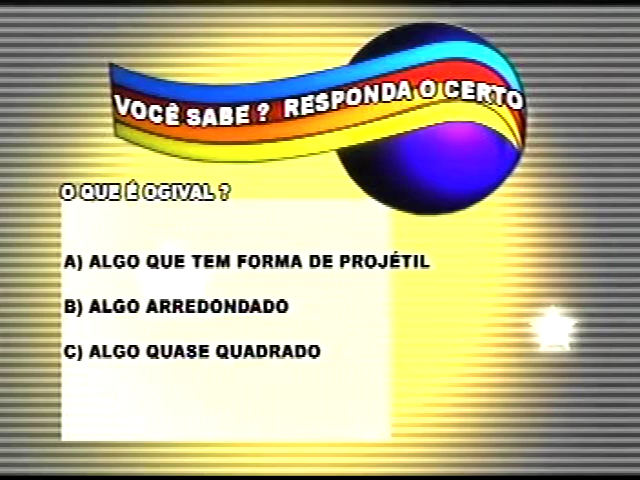 VOCÊ SABE ? RESPONDA O CERTO
O QUE É OGIVAL ?
A) ALGO QUE TEM FORMA DE PROJÉTIL
B) ALGO ARREDONDADO
C) ALGO QUASE QUADRADO